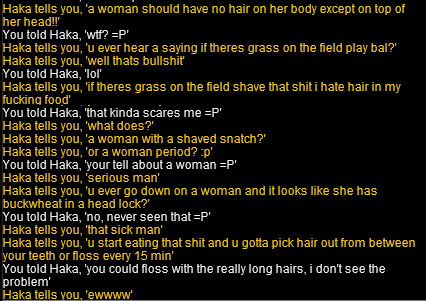 Haka tells you, 'a woman should have no hair on her body except on top of
her head!!'
You told Haka, 'wtf? =P'
Haka tells you, 'u ever hear a saying if theres grass on the field play bal?'
Haka tells you, 'well thats bullshit'
You told Haka, 'lol'
Haka tells you, 'if theres grass on the field shave that shit i hate hair in my
fucking food'
You told Haka, 'that kinda scares me =P'
Haka tells you, 'what does?'
Haka tells you, 'a woman with a shaved snatch?'
Haka tells you, 'or a woman period? :p'
You told Haka, 'your tell about a woman =P'
Haka tells you, 'serious man'
Haka tells you, 'u ever go down on a woman and it looks like she has
buckwheat in a head lock?'
You told Haka, 'no, never seen that =P'
Haka tells you, 'that sick man'
Haka tells you, 'u start eating that shit and u gotta pick hair out from between
your teeth or floss every 15 min'
You told Haka, 'you could floss with the really long hairs, i don't see the
problem'
Haka tells you, 'ewwww'